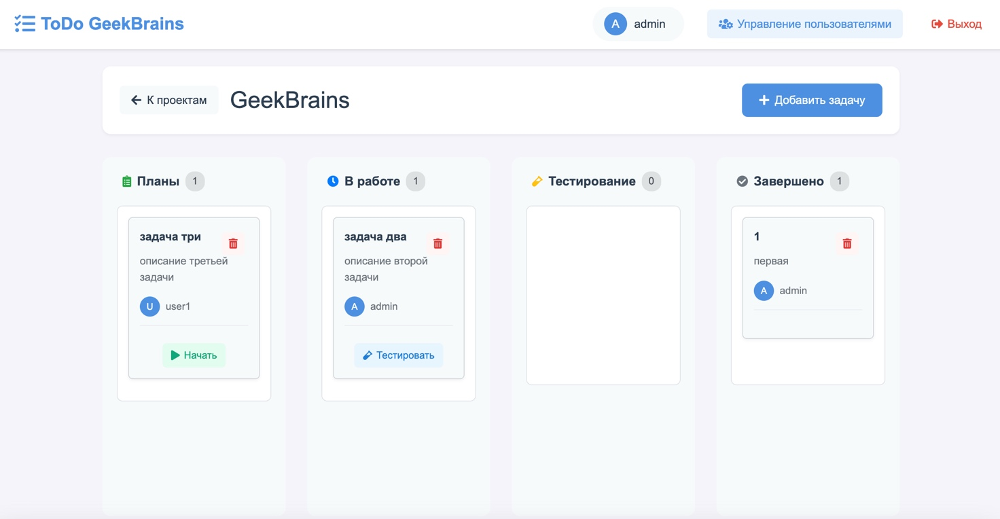 ToDo GeekBrains
A admin
Управление пользователями
Выход
К проектам
GeekBrains
Добавить задачу
Планы 1
задача три
описание третьей
задачи
U user1
Начать
В работе 1
задача два
описание второй
задачи
A admin
Тестировать
Тестирование 0
Завершено 1
1
первая
A admin